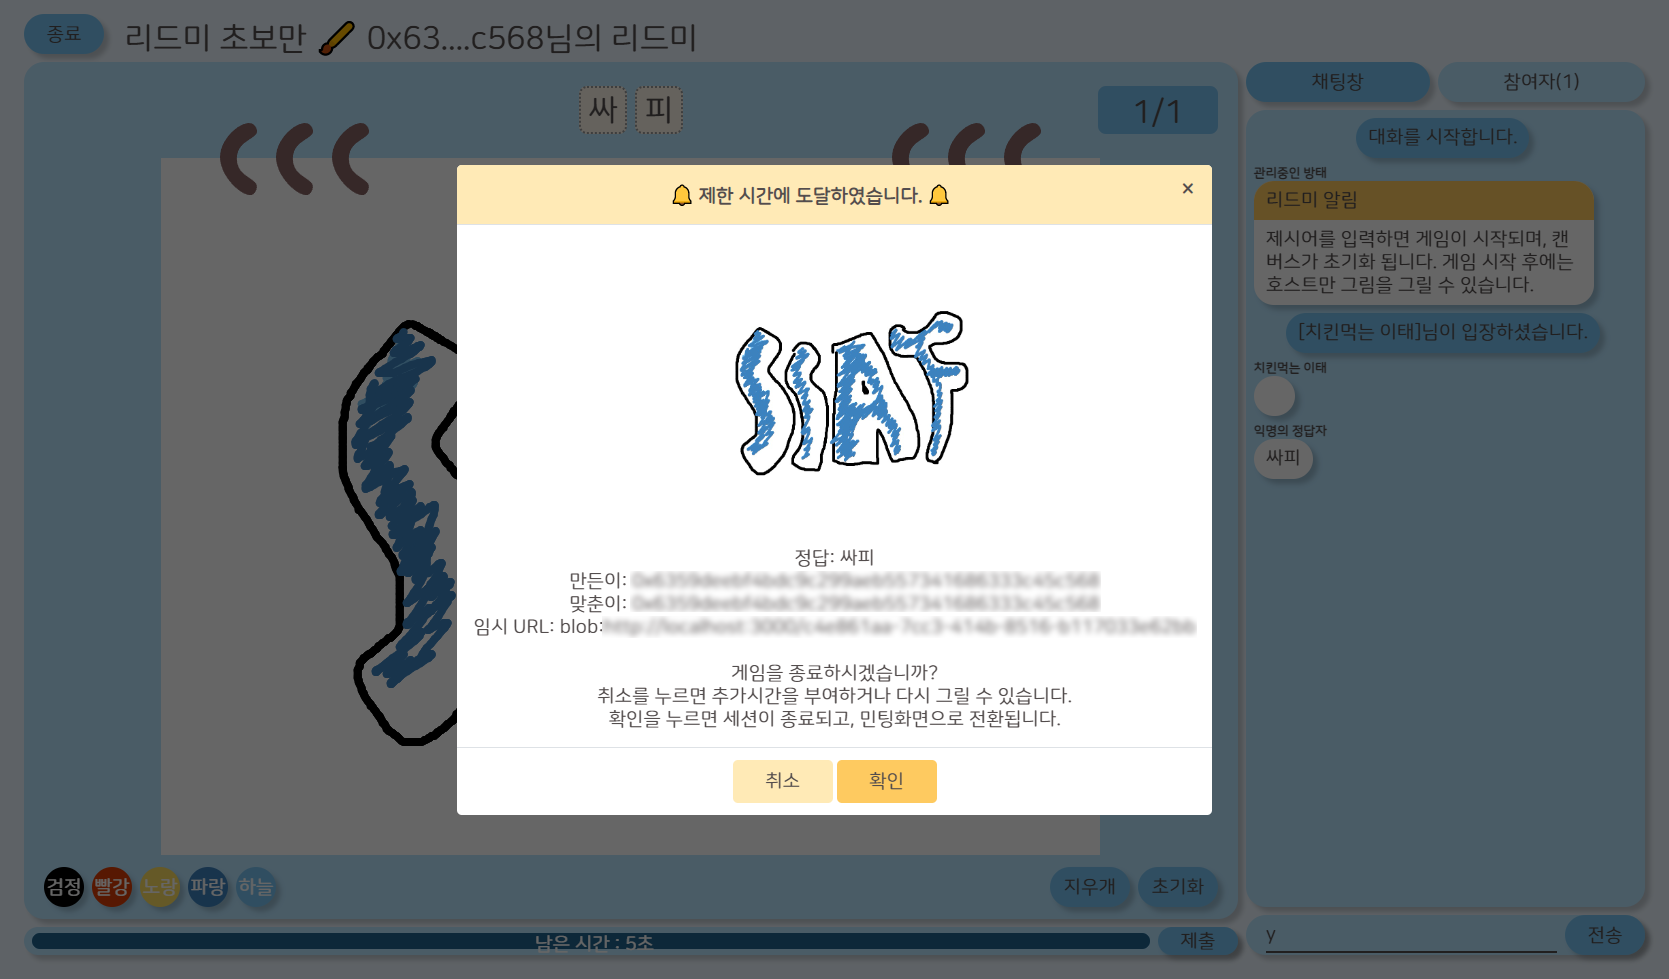 종료
리드미 초보만 🖌️ 0x63....c568님의 리드미
싸 피
1/1
🔔 제한 시간에 도달하였습니다. 🔔
×
SSAF
정답: 싸피
만든이:
맞춘이:
임시 URL: blob:
게임을 종료하시겠습니까?
취소를 누르면 추가시간을 부여하거나 다시 그릴 수 있습니다.
확인을 누르면 세션이 종료되고, 민팅화면으로 전환됩니다.
취소 확인
검정 빨강 노랑 파랑 하늘
지우개 초기화
남은 시간 : 5초
제출
채팅창 참여자(1)
대화를 시작합니다.
관리중인 방태
리드미 알림
제시어를 입력하면 게임이 시작되며, 캔
버스가 초기화 됩니다. 게임 시작 후에는
호스트만 그림을 그릴 수 있습니다.
[치킨먹는 이태]님이 입장하셨습니다.
치킨먹는 이태
익명의 정답자
싸피
y
전송